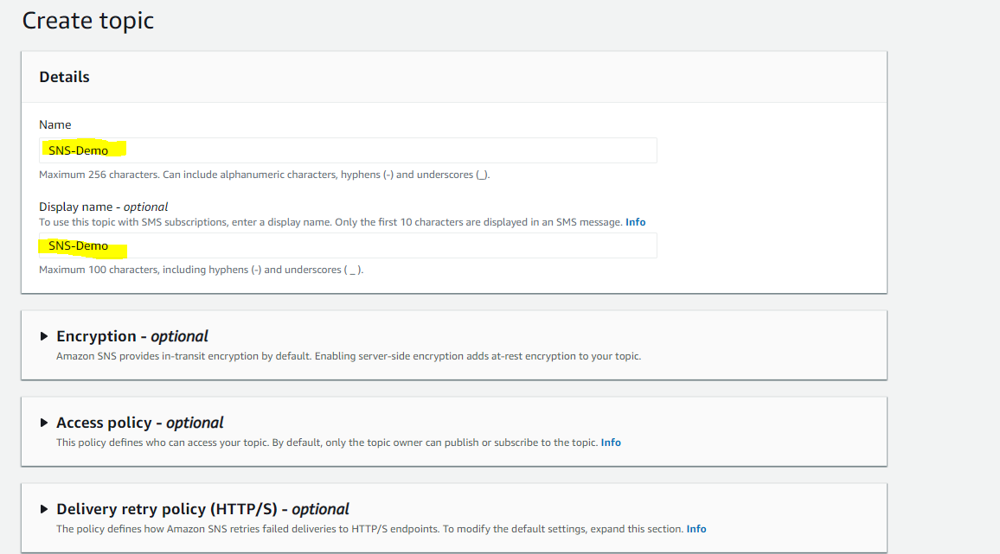 Create topic
Details
Name
SNS-Demo
Maximum 256 characters. Can include alphanumeric characters, hyphens (-) and underscores (_).
Display name - optional
To use this topic with SMS subscriptions, enter a display name. Only the first 10 characters are displayed in an SMS message. Info
SNS-Demo
Maximum 100 characters, including hyphens (-) and underscores ( _ ).
Encryption - optional
Amazon SNS provides in-transit encryption by default. Enabling server-side encryption adds at-rest encryption to your topic.
Access policy - optional
This policy defines who can access your topic. By default, only the topic owner can publish or subscribe to the topic. Info
Delivery retry policy (HTTP/S) - optional
The policy defines how Amazon SNS retries failed deliveries to HTTP/S endpoints. To modify the default settings, expand this section. Info